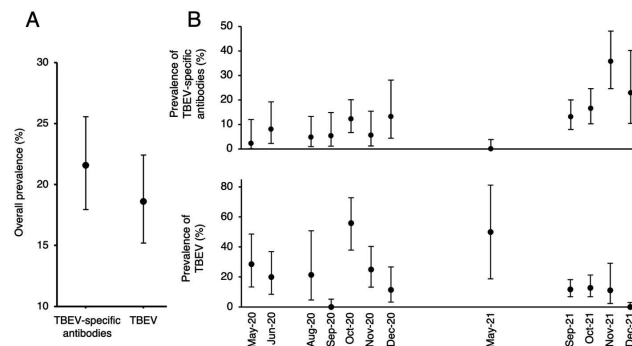 A
B
Overall prevalence (%)
30
25
20
15
10
TBEV-specific
antibodies
TBEV
Prevalence of
TBEV-specific
antibodies (%)
50
40
30
20
10
0
Prevalence of
TBEV (%)
80
60
40
20
0
May-20
Jun-20
Aug-20
Sep-20
Oct-20
Nov-20
Dec-20
May-21
Sep-21
Oct-21
Nov-21
Dec-21